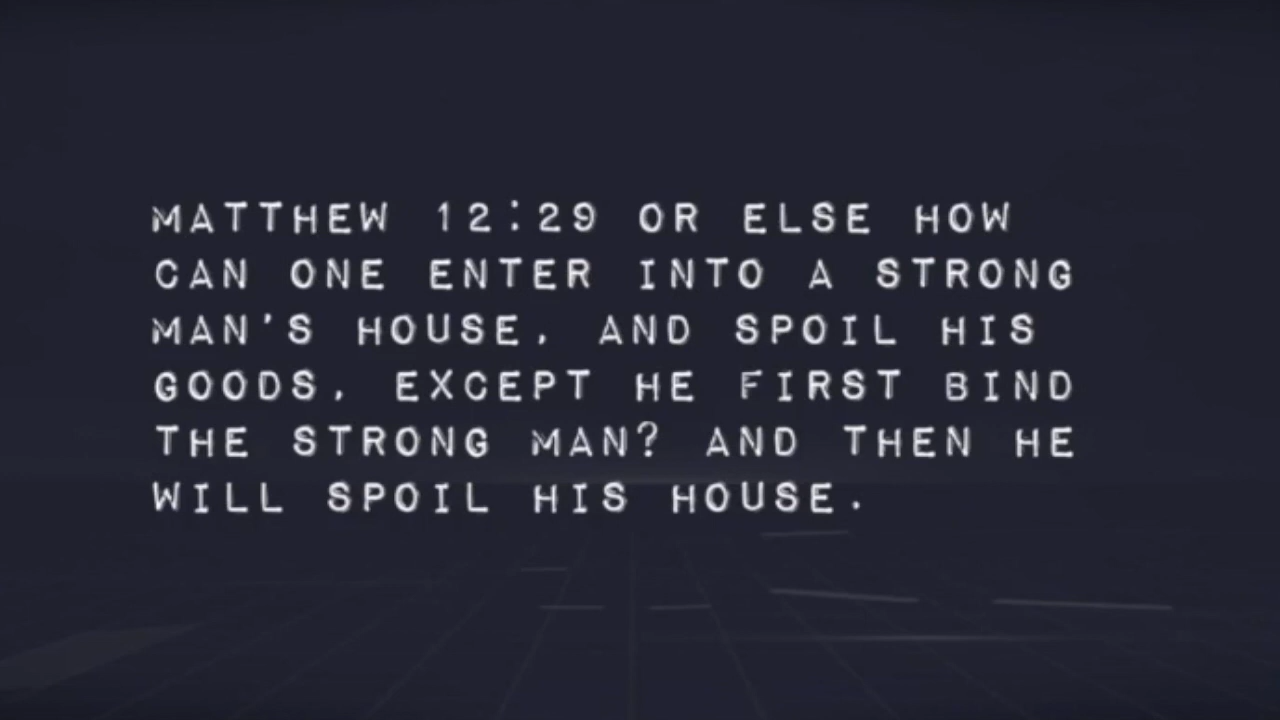 MATTHEW 12:29 OR ELSE HOW
CAN ONE ENTER INTO A STRONG
MAN'S HOUSE, AND SPOIL HIS
GOODS, EXCEPT HE FIRST BIND
THE STRONG MAN? AND THEN HE
WILL SPOIL HIS HOUSE.